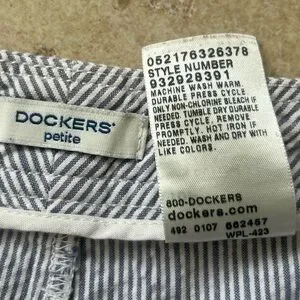 DOCKERS®
petite
052176326378
STYLE NUMBER
932928391
MACHINE WASH WARM.
DURABLE PRESS CYCLE.
ONLY NON-CHLORINE BLEACH IF
NEEDED. TUMBLE DRY DURABLE
PRESS CYCLE. REMOVE
PROMPTLY. HOT IRON IF
NEEDED. WASH AND DRY WITH
LIKE COLORS.
800-DOCKERS
dockers.com
492 0107 662457
WPL-423